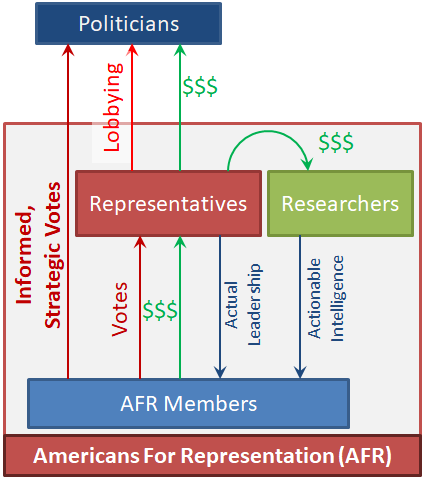 Politicians
Lobbying
$$$
$$$
Representatives
Researchers
Informed,
Strategic Votes
Votes
$$$
Actual
Leadership
Actionable
Intelligence
AFR Members
Americans For Representation (AFR)